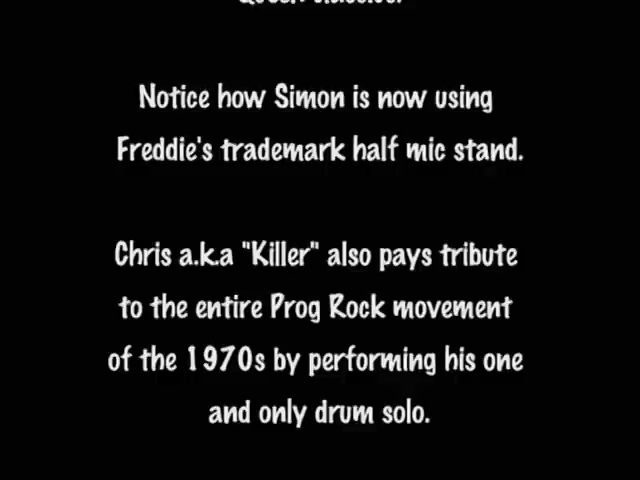 Notice how Simon is now using
Freddie's trademark half mic stand.
Chris a.k.a "Killer" also pays tribute
to the entire Prog Rock movement
of the 1970s by performing his one
and only drum solo.